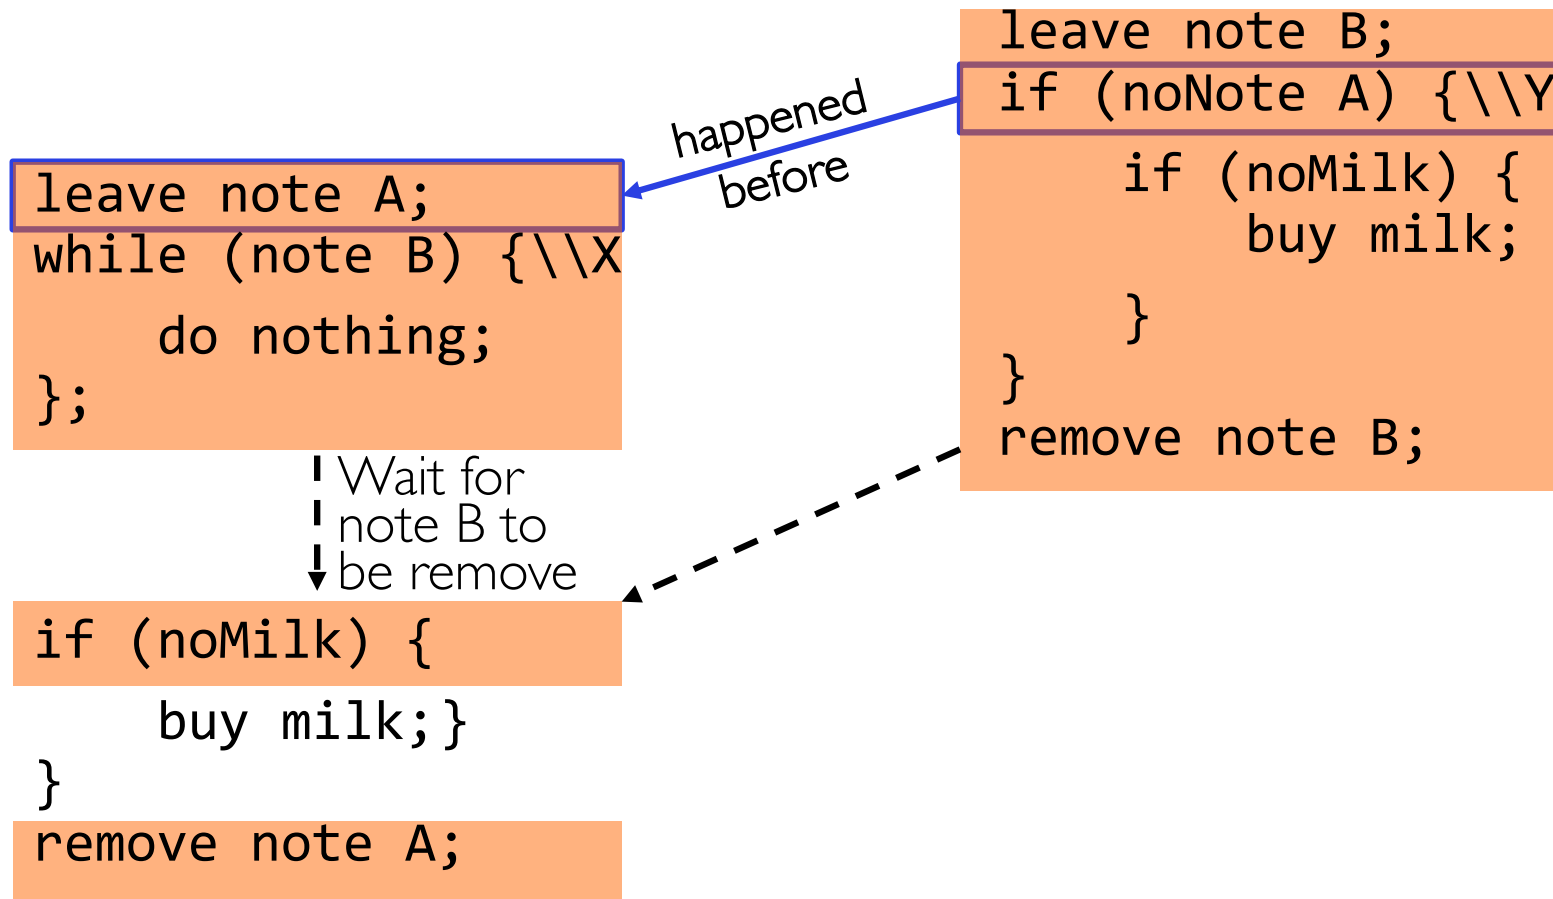 leave note A;
while (note B) {\\X
do nothing;
};
Wait for
note B to
be remove
if (noMilk) {
buy milk;}
}
remove note A;
happened
before
leave note B;
if (noNote A) {\\Y
if (noMilk) {
buy milk;
}
}
remove note B;